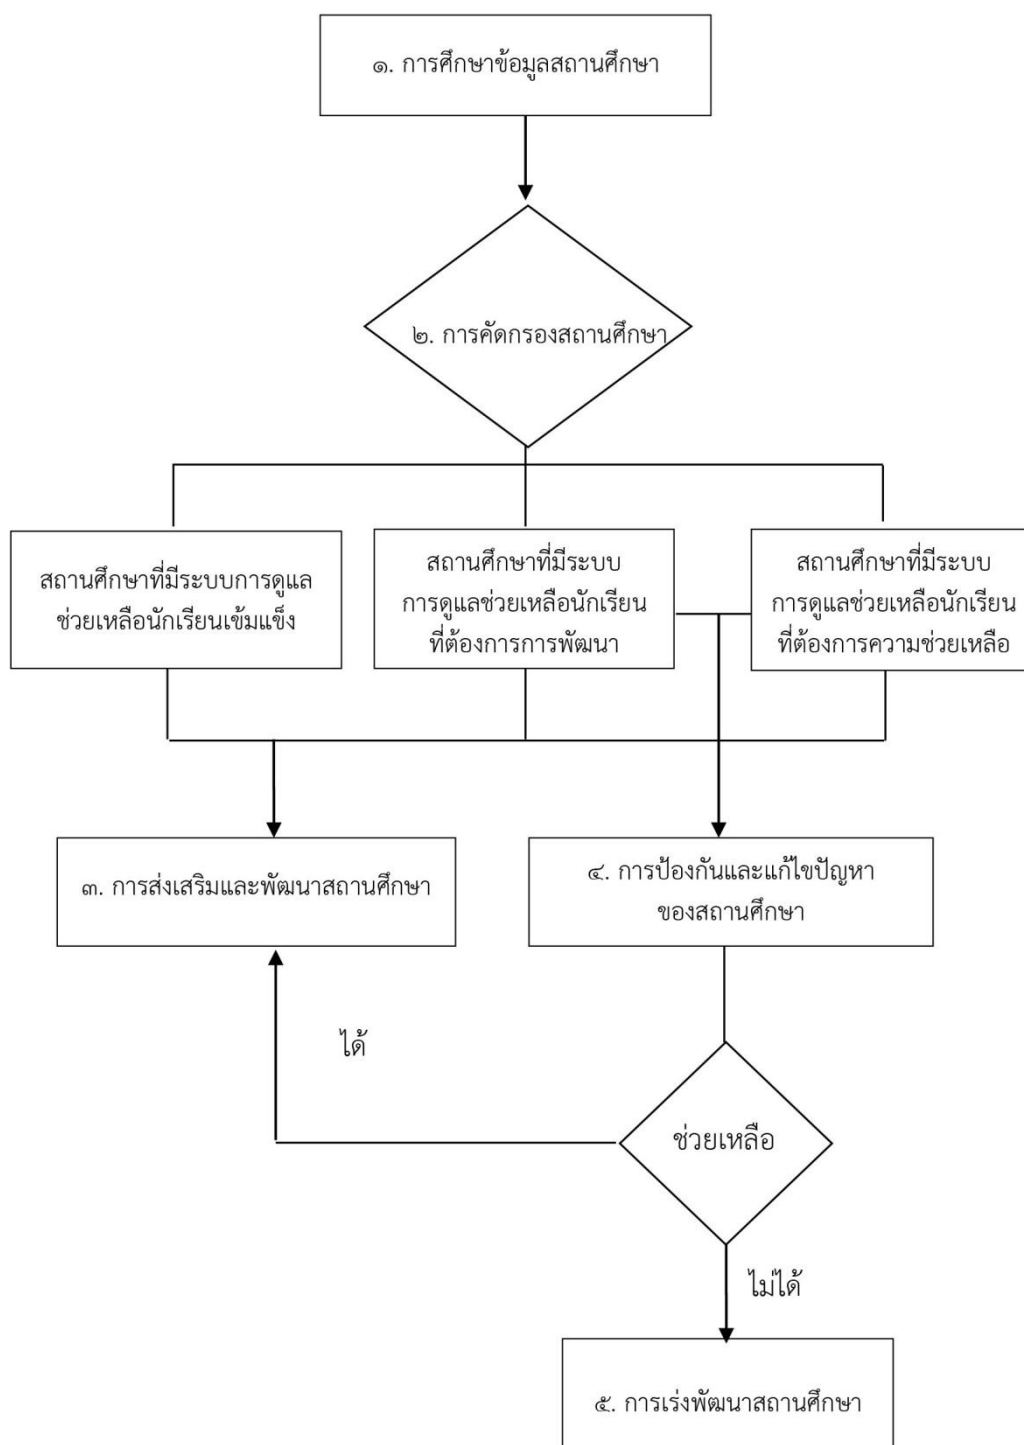 ๑. การศึกษาข้อมูลสถานศึกษา
๒. การคัดกรองสถานศึกษา
สถานศึกษาที่มีระบบการดูแล
ช่วยเหลือนักเรียนเข้มแข็ง
สถานศึกษาที่มีระบบ
การดูแลช่วยเหลือนักเรียน
ที่ต้องการการพัฒนา
สถานศึกษาที่มีระบบ
การดูแลช่วยเหลือนักเรียน
ที่ต้องการความช่วยเหลือ
๓. การส่งเสริมและพัฒนาสถานศึกษา
๔. การป้องกันและแก้ไขปัญหา
ของสถานศึกษา
ได้
ช่วยเหลือ
ไม่ได้
๕. การเร่งพัฒนาสถานศึกษา